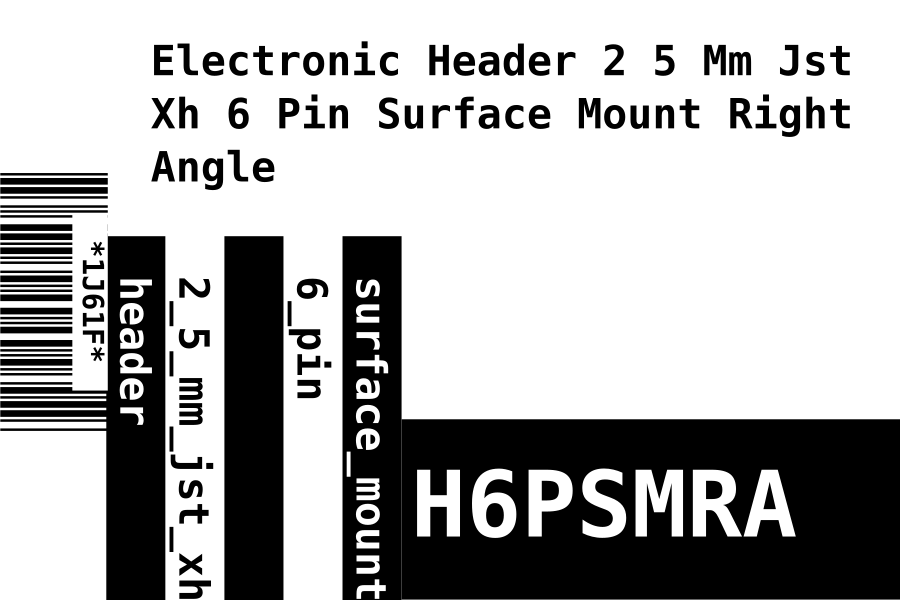 Electronic Header 2 5 Mm Jst
Xh 6 Pin Surface Mount Right
Angle
*1J61F*
header
2_5_mm_jst_xh
6_pin
surface_mount
H6PSMRA